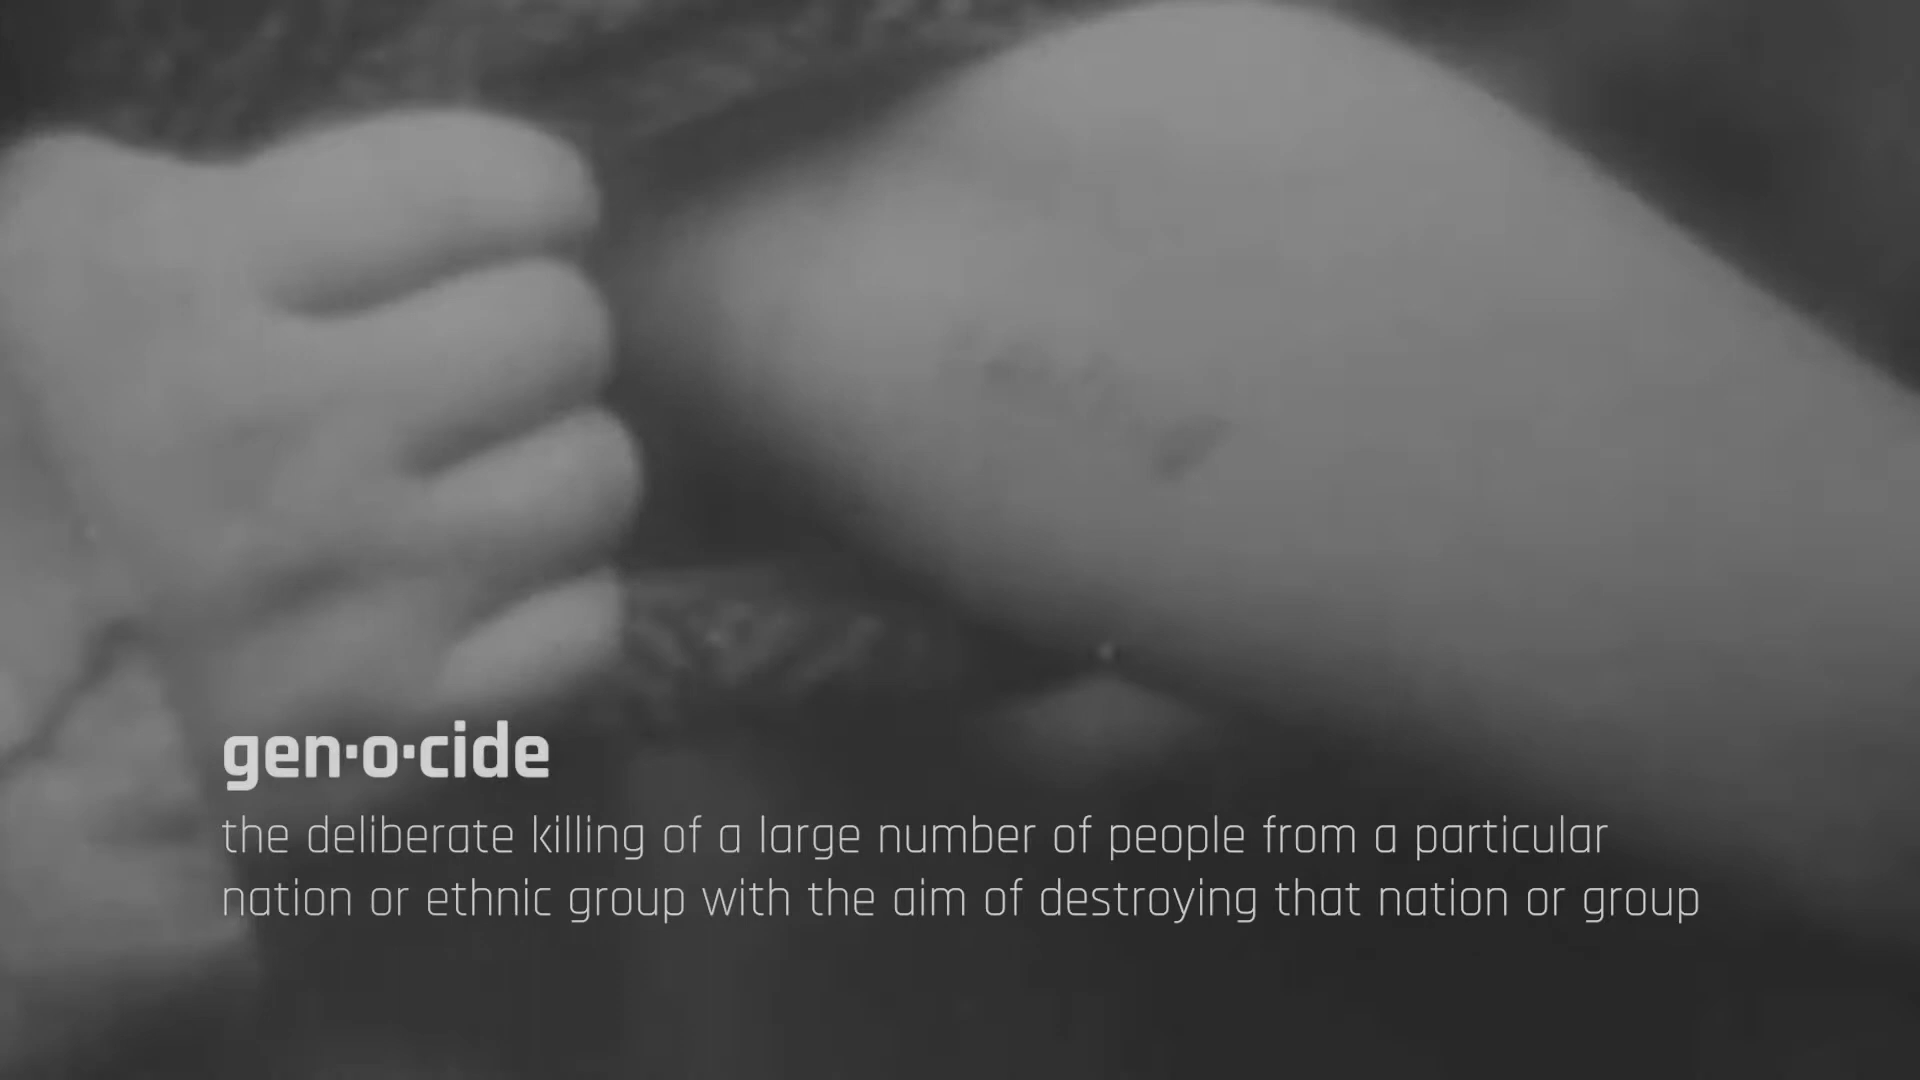 gen·o·cide
the deliberate killing of a large number of people from a particular
nation or ethnic group with the aim of destroying that nation or group